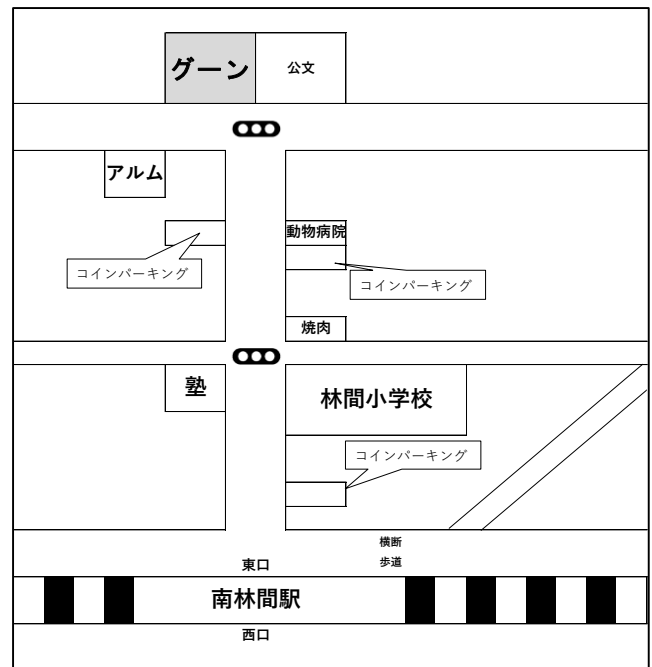 グーン
公文
アルム
動物病院
コインパーキング
コインパーキング
焼肉
塾
林間小学校
コインパーキング
横断
歩道
東口
南林間駅
西口